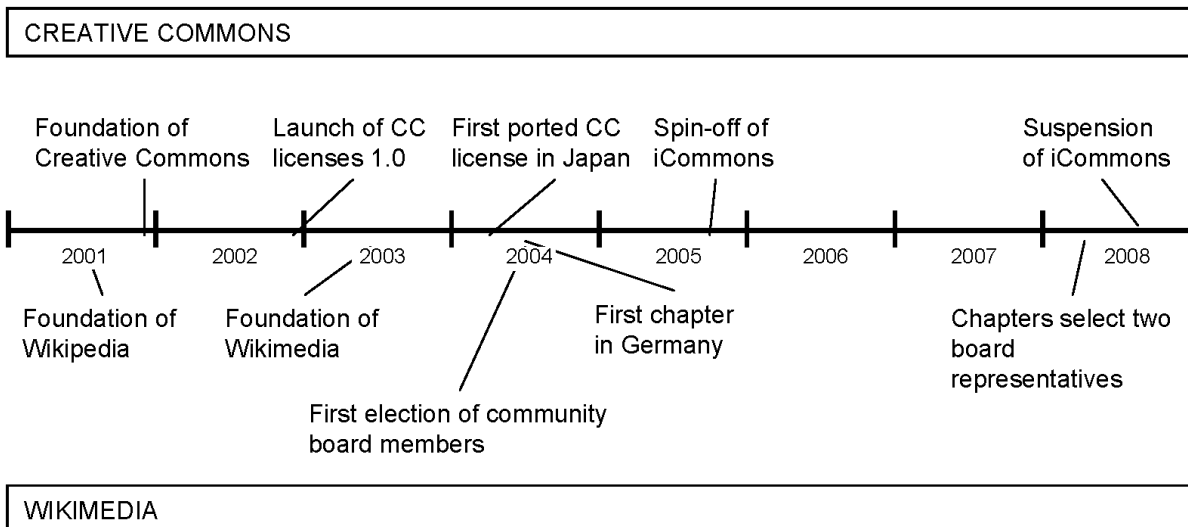 CREATIVE COMMONS
Foundation of
Creative Commons
Launch of CC
licenses 1.0
First ported CC
license in Japan
Spin-off of
iCommons
Suspension
of iCommons
2001
2002
2003
2004
2005
2006
2007
2008
Foundation of
Wikipedia
Foundation of
Wikimedia
First election of community
board members
First chapter
in Germany
Chapters select two
board
representatives
WIKIMEDIA